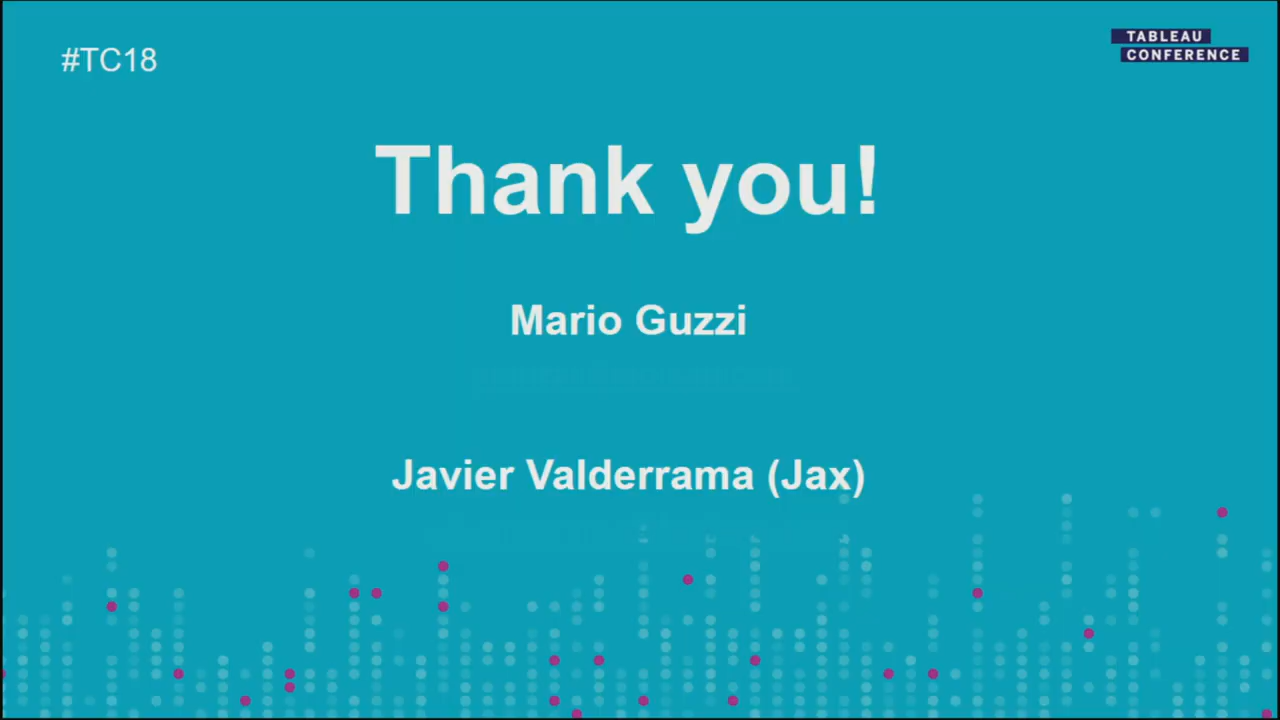 #TC18
TABLEAU
CONFERENCE
Thank you!
Mario Guzzi
Javier Valderrama (Jax)